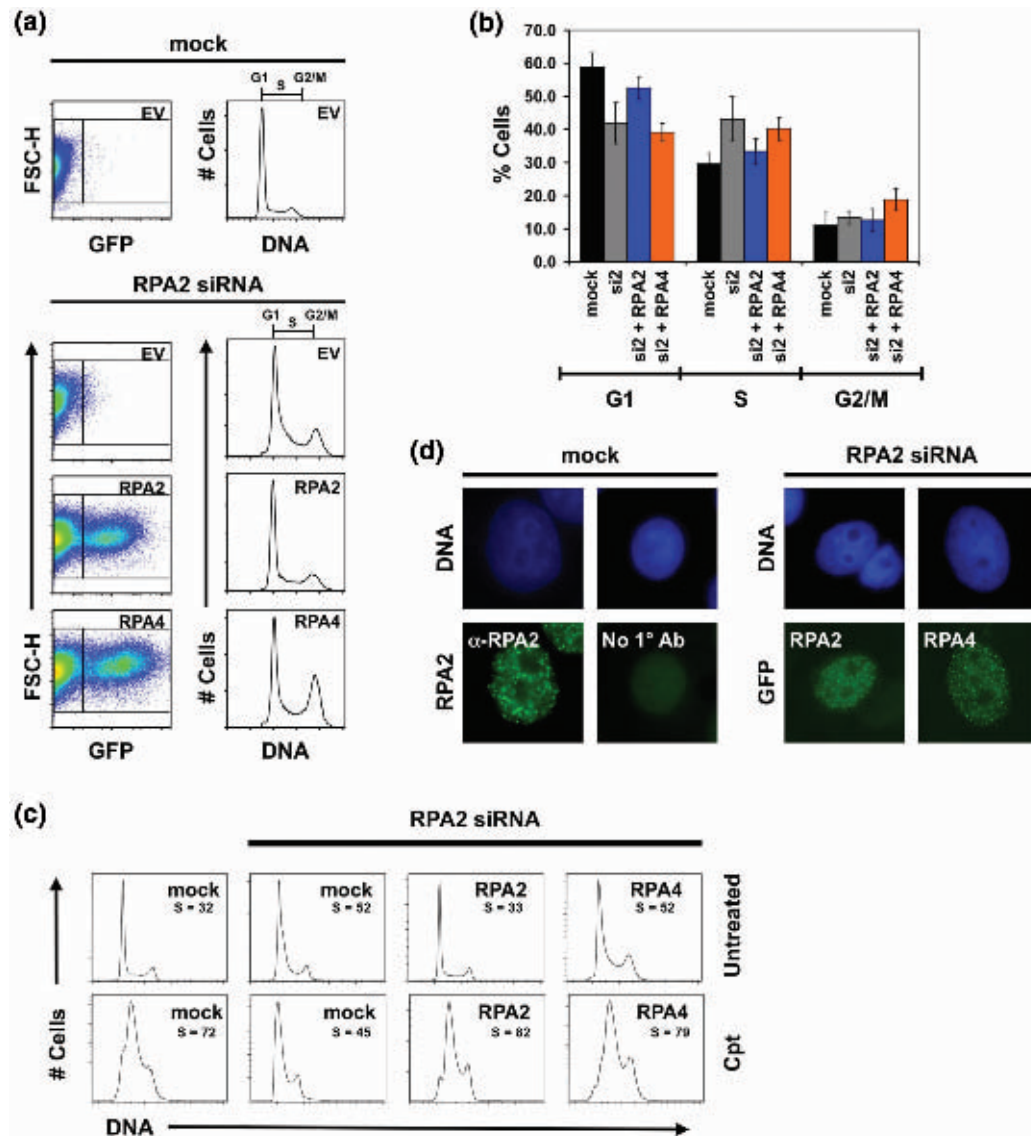 (a)
mock
G1
S
G2/M
EV
EV
FSC-H
# Cells
GFP
DNA
RPA2 siRNA
G1
S
G2/M
EV
EV
RPA2
RPA2
RPA4
RPA4
FSC-H
# Cells
GFP
DNA
(b)
70.0
60.0
50.0
40.0
30.0
20.0
10.0
0.0
% Cells
mock
si2
si2 + RPA2
si2 + RPA4
mock
si2
si2 + RPA2
si2 + RPA4
mock
si2
si2 + RPA2
si2 + RPA4
G1
S
G2/M
(d)
mock
RPA2 siRNA
DNA
DNA
RPA2
α-RPA2
No 1° Ab
GFP
RPA2
RPA4
(c)
RPA2 siRNA
mock
S = 32
mock
S = 52
RPA2
S = 33
RPA4
S = 52
Untreated
mock
S = 72
mock
S = 45
RPA2
S = 82
RPA4
S = 79
Cpt
# Cells
DNA